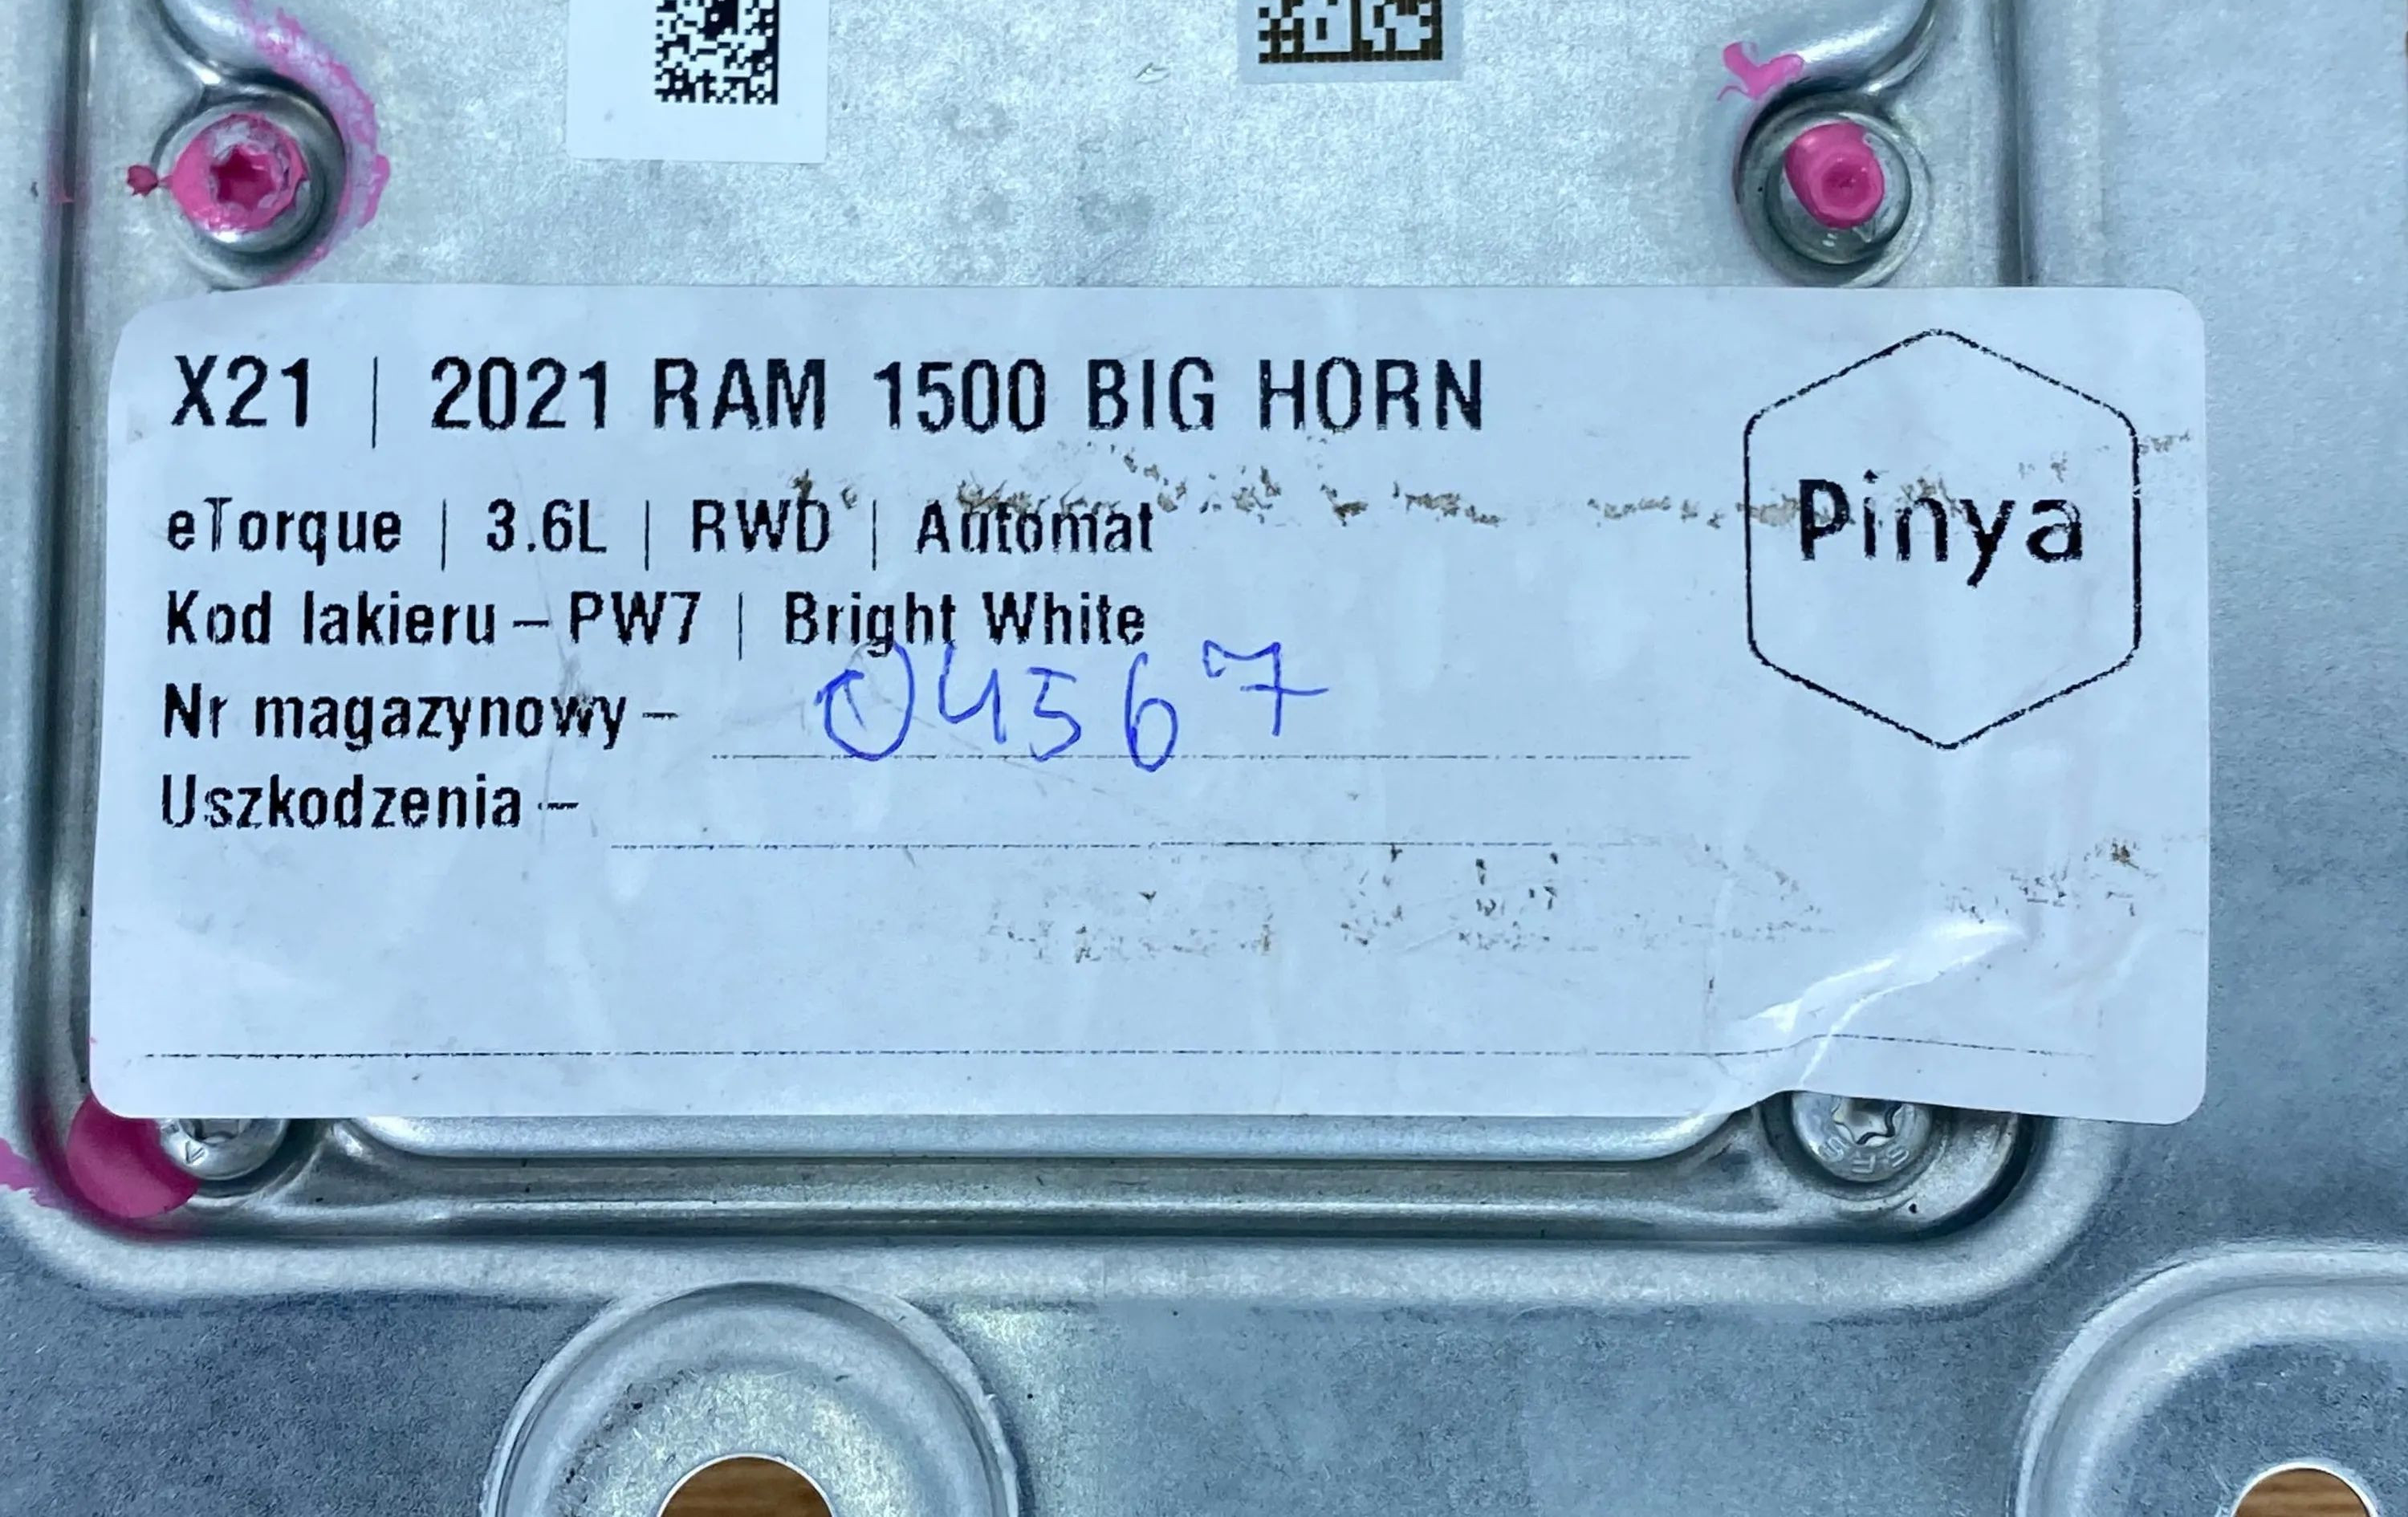 X21 | 2021 RAM 1500 BIG HORN
eTorque | 3.6L | RWD | Automat
Kod lakieru – PW7 | Bright White
Nr magazynowy – 04567
Uszkodzenia –
Pinya